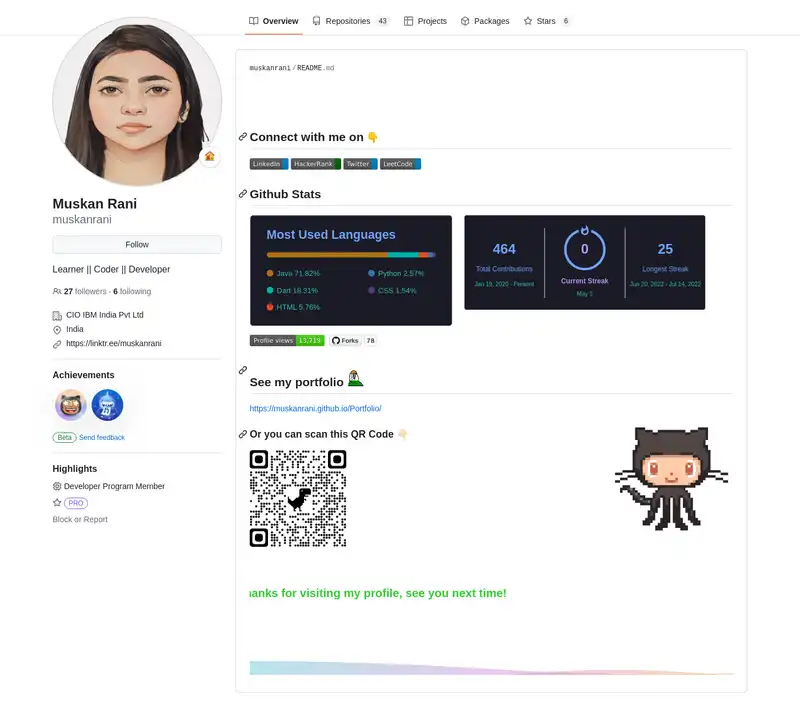 Overview
Repositories 43
Projects
Packages
Stars 6
Muskan Rani
muskanrani
Follow
Learner || Coder || Developer
27 followers · 6 following
CIO IBM India Pvt Ltd
India
https://linktr.ee/muskanrani
Achievements
Beta Send feedback
Highlights
Developer Program Member
PRO
Block or Report
muskanrani / README.md
Connect with me on
LinkedIn HackerRank Twitter LeetCode
Github Stats
Most Used Languages
Java 71.82%
Dart 18.31%
HTML 5.76%
Python 2.57%
CSS 1.54%
464
Total Contributions
Jan 19, 2020 - Present
0
Current Streak
May 5
25
Longest Streak
Jun 20, 2022 - Jul 14, 2022
Profile views 13,719
Forks 78
See my portfolio
https://muskanrani.github.io/Portfolio/
Or you can scan this QR Code
hanks for visiting my profile, see you next time!